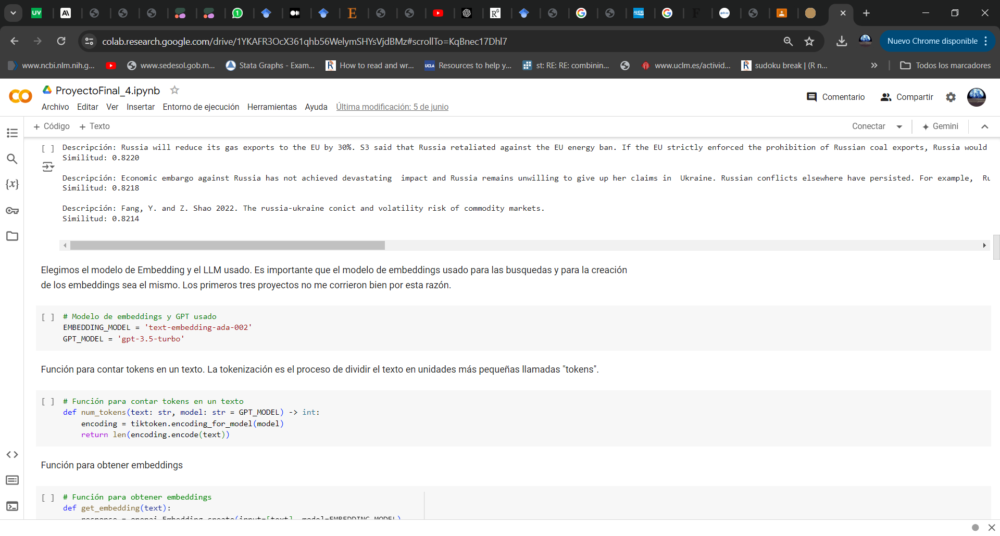 colab.research.google.com/drive/1YKAFR3OcX361qhb56WelymSHYsVjdBMz#scrollTo=KqBnec17Dhl7
Nuevo Chrome disponible
www.ncbi.nlm.nih.g...
www.sedesol.gob.m...
Stata Graphs - Exam...
How to read and wr...
UCLA
Resources to help y...
st: RE: RE: combinin...
www.uclm.es/activid...
sudoku break | (R n...
Todos los marcadores
ProyectoFinal_4.ipynb
Comentario
Compartir
Archivo Editar Ver Insertar Entorno de ejecución Herramientas Ayuda Última modificación: 5 de junio
+ Código + Texto
Conectar
Gemini
[ ] Descripción: Russia will reduce its gas exports to the EU by 30%. S3 said that Russia retaliated against the EU energy ban. If the EU strictly enforced the prohibition of Russian coal exports, Russia would
Similitud: 0.8220
Descripción: Economic embargo against Russia has not achieved devastating  impact and Russia remains unwilling to give up her claims in  Ukraine. Russian conflicts elsewhere have persisted. For example,  Ru
Similitud: 0.8218
Descripción: Fang, Y. and Z. Shao 2022. The russia-ukraine conict and volatility risk of commodity markets.
Similitud: 0.8214
Elegimos el modelo de Embedding y el LLM usado. Es importante que el modelo de embeddings usado para las busquedas y para la creación
de los embeddings sea el mismo. Los primeros tres proyectos no me corrieron bien por esta razón.
[ ] # Modelo de embeddings y GPT usado
EMBEDDING_MODEL = 'text-embedding-ada-002'
GPT_MODEL = 'gpt-3.5-turbo'
Función para contar tokens en un texto. La tokenización es el proceso de dividir el texto en unidades más pequeñas llamadas "tokens".
[ ] # Función para contar tokens en un texto
def num_tokens(text: str, model: str = GPT_MODEL) -> int:
encoding = tiktoken.encoding_for_model(model)
return len(encoding.encode(text))
Función para obtener embeddings
[ ] # Función para obtener embeddings
def get_embedding(text):
response = openai.Embedding.create(input=[text], model=EMBEDDING_MODEL)